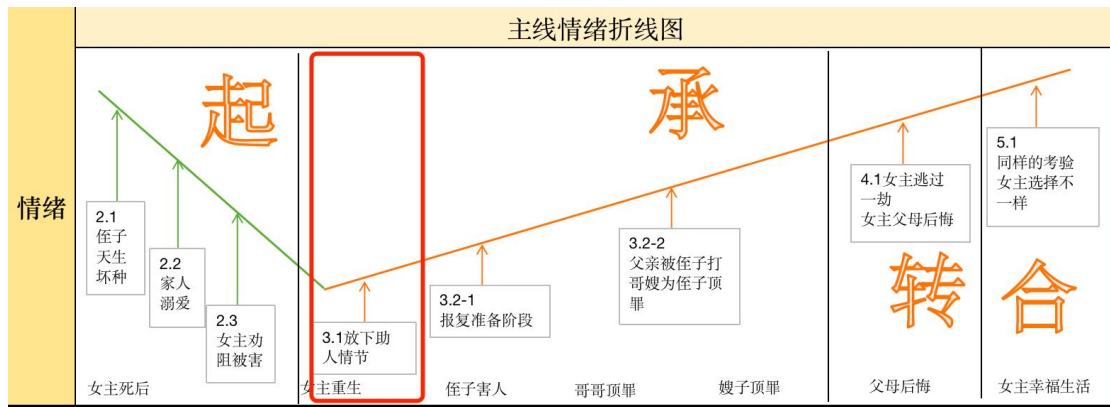 主线情绪折线图
情绪
起
承
转
合
2.1
侄子
天生
坏种
2.2
家人
溺爱
2.3
女主劝
阻被害
3.1放下助
人情节
3.2-1
报复准备阶段
3.2-2
父亲被侄子打
哥嫂为侄子顶
罪
4.1女主逃过
一劫
女主父母后悔
5.1
同样的考验
女主选择不
一样
女主死后
女主重生
侄子害人
哥哥顶罪
嫂子顶罪
父母后悔
女主幸福生活